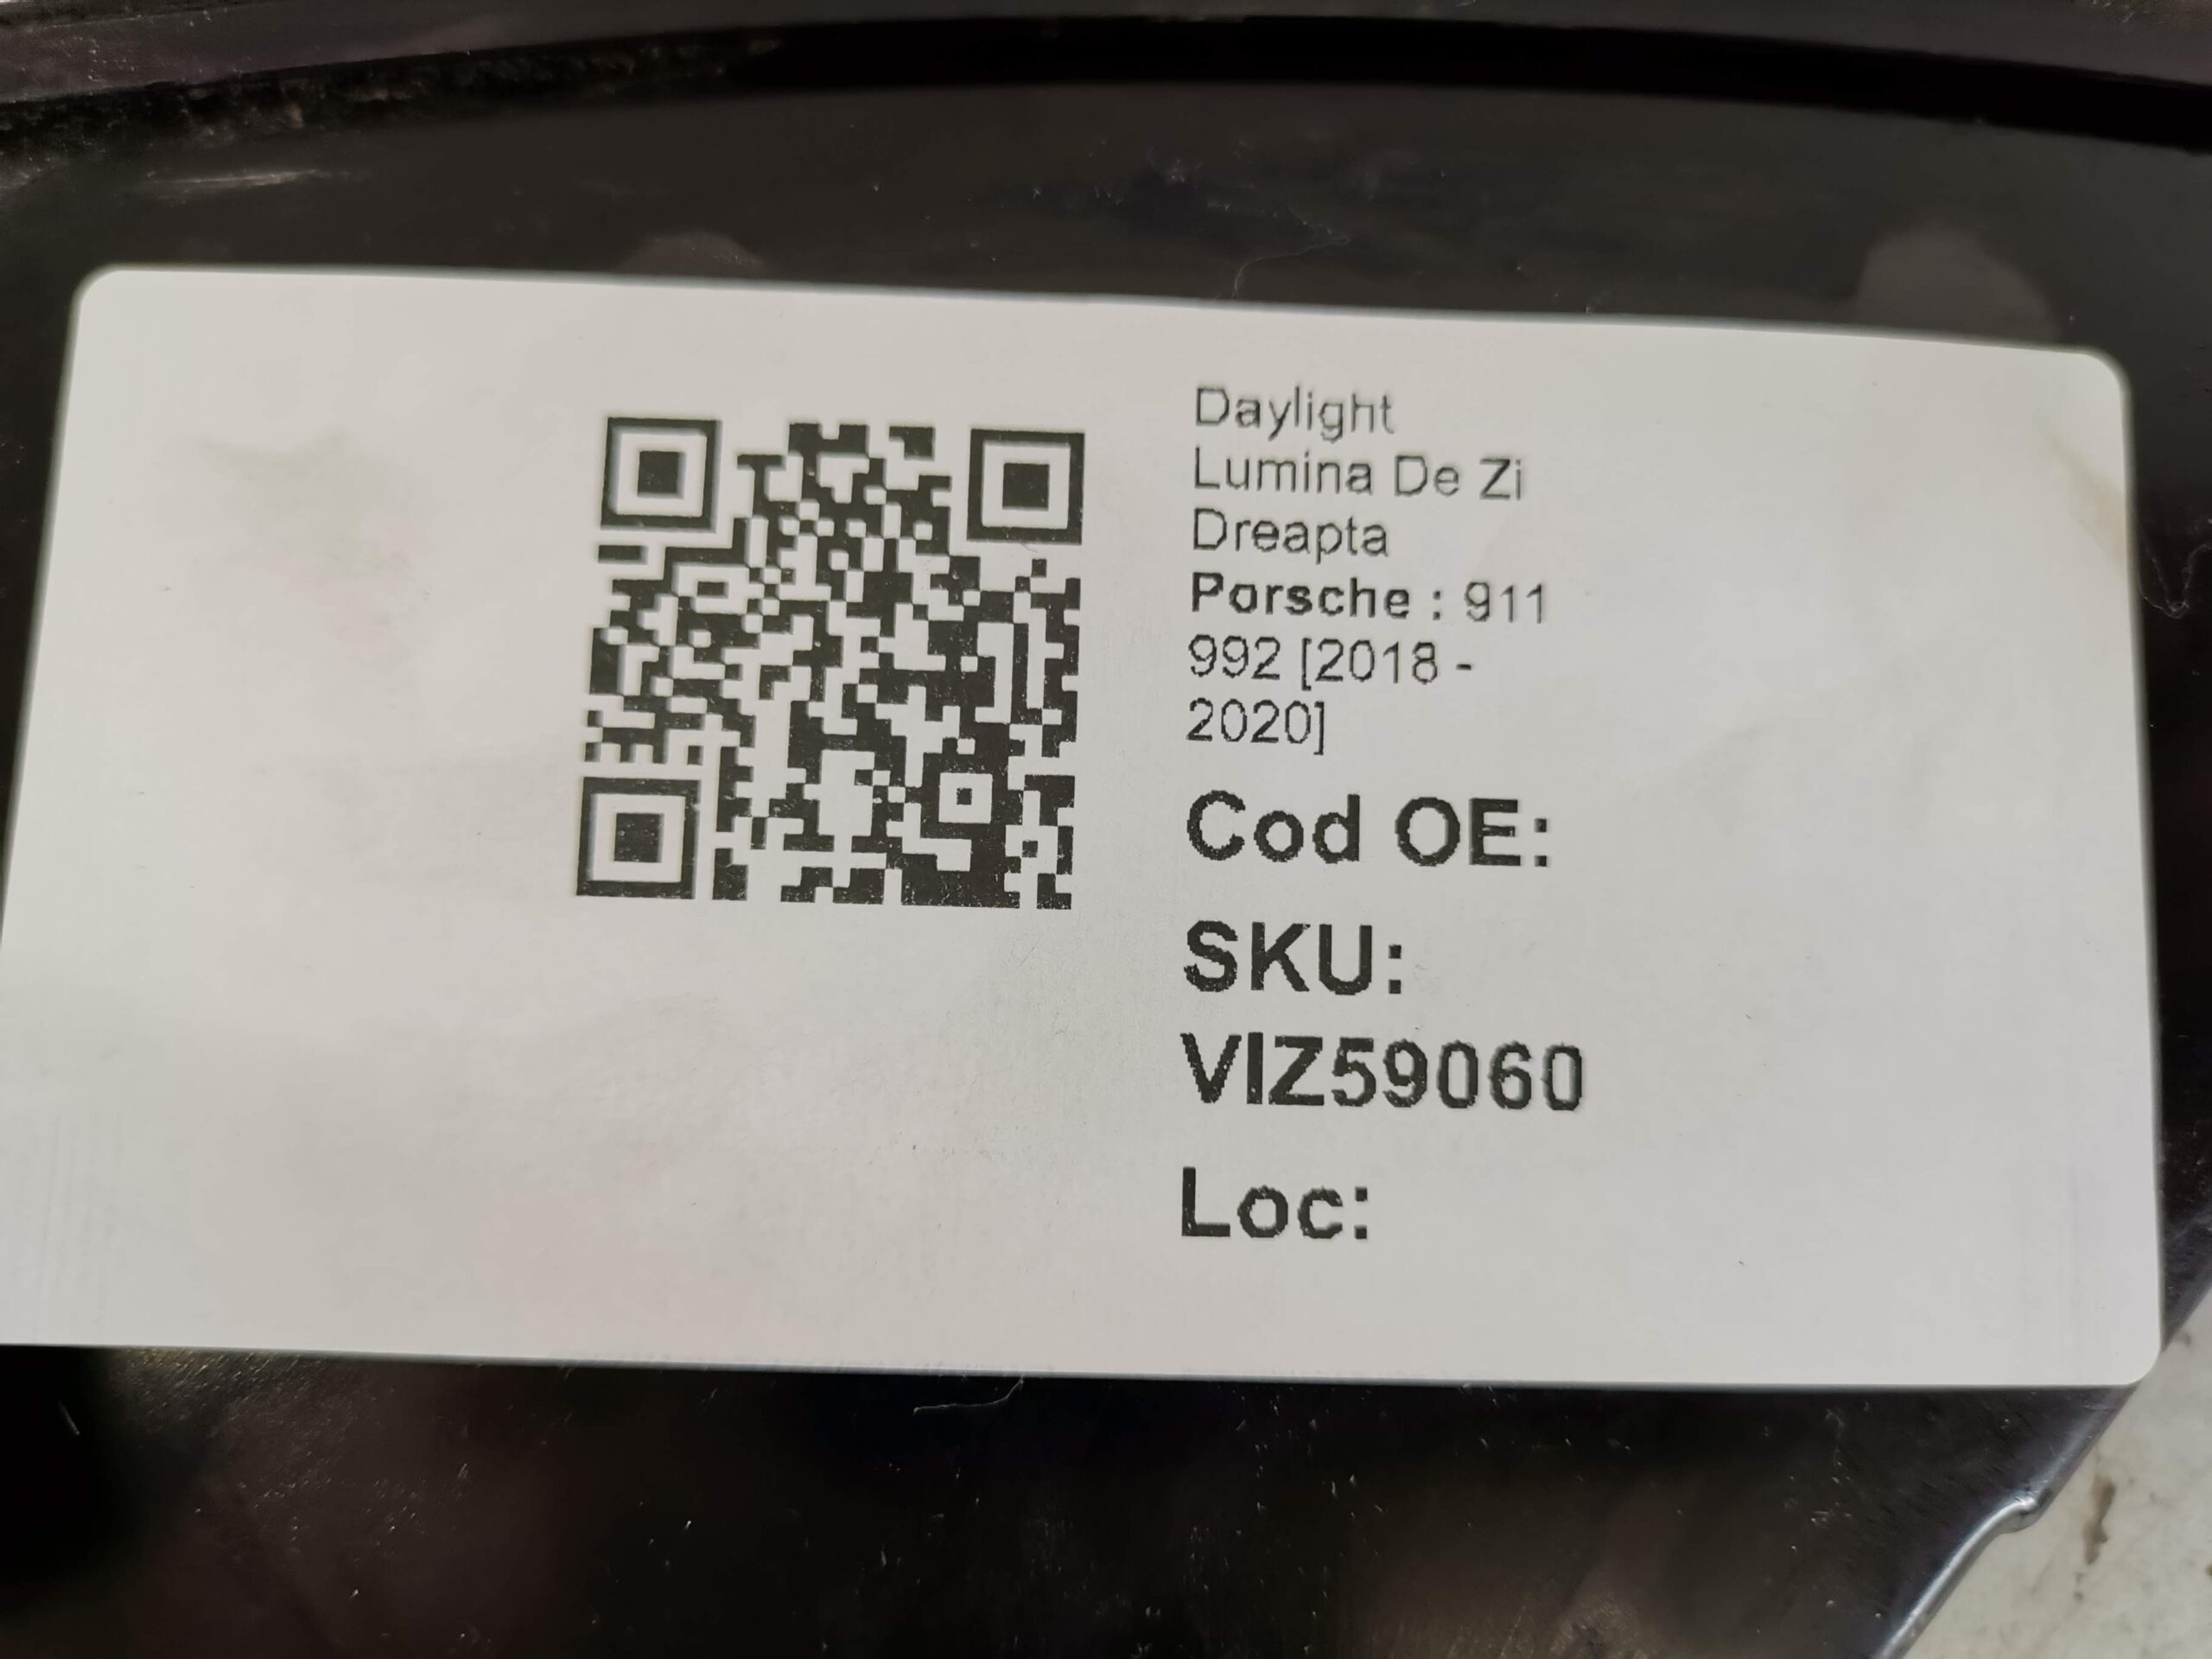 Daylight
Lumina De Zi
Dreapta
Porsche : 911
992 [2018 -
2020]
Cod OE:
SKU:
VIZ59060
Loc: